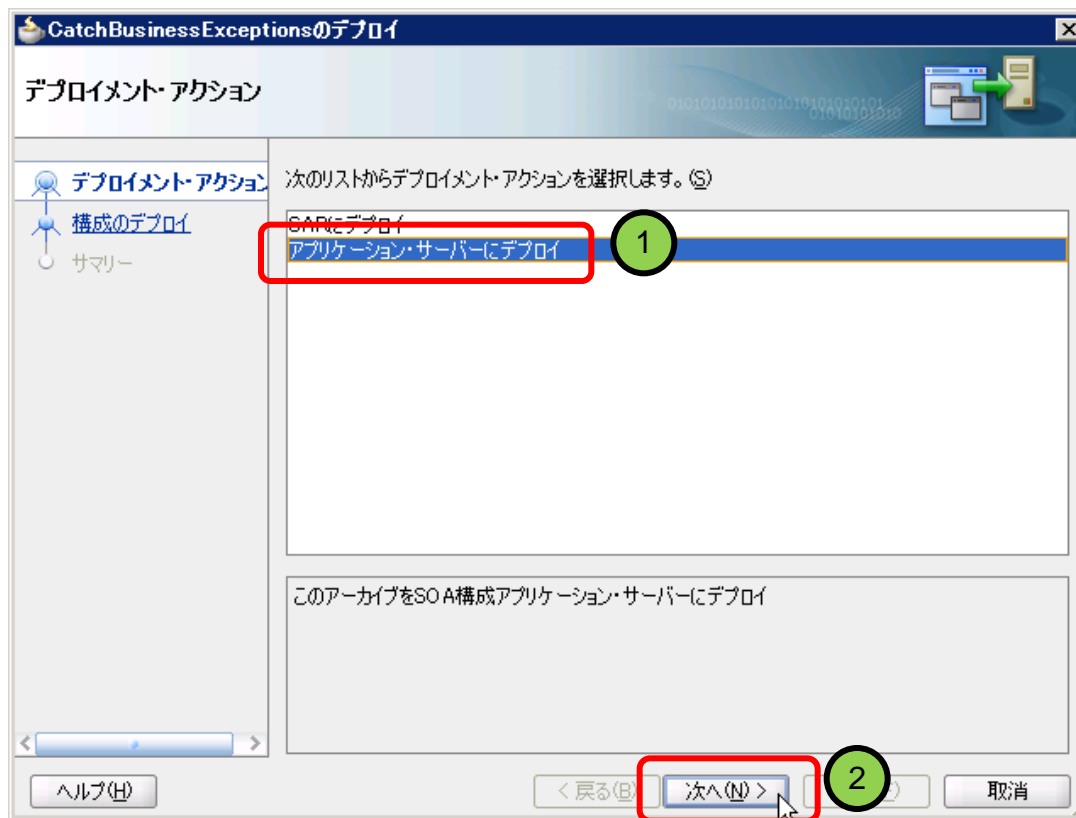 CatchBusinessExceptionsのデプロイ
デプロイメント・アクション
デプロイメント・アクション
構成のデプロイ
サマリー
次のリストからデプロイメント・アクションを選択します。(S)
SARにデプロイ
アプリケーション・サーバーにデプロイ
1
このアーカイブをSOA構成アプリケーション・サーバーにデプロイ
ヘルプ(H)
< 戻る(B)
次へ(N) >
2
取消